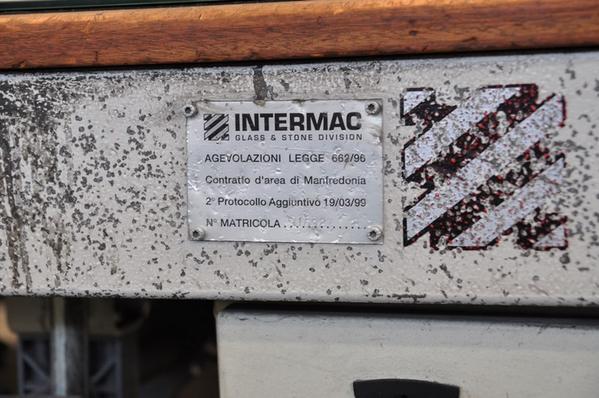 INTERMAC
GLASS & STONE DIVISION
AGEVOLAZIONI LEGGE 662/96
Contratto d'area di Manfredonia
2° Protocollo Aggiuntivo 19/03/99
N° MATRICOLA.............